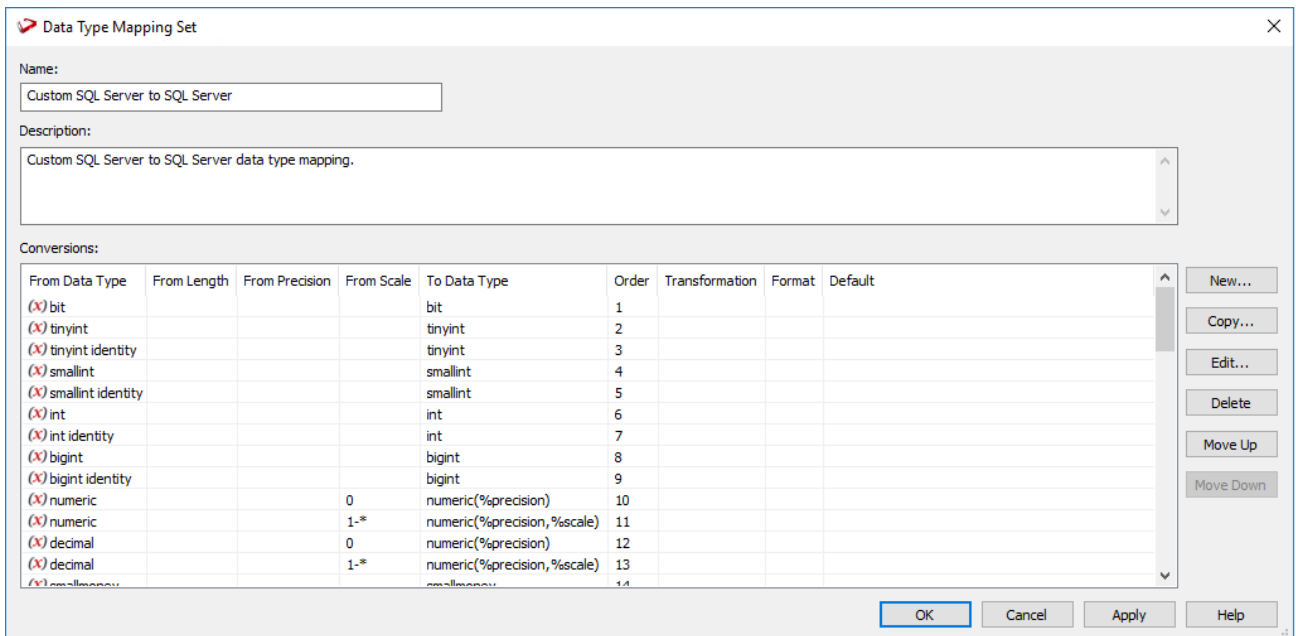 Data Type Mapping Set
Name:
Custom SQL Server to SQL Server
Description:
Custom SQL Server to SQL Server data type mapping.
Conversions:
From Data Type From Length From Precision From Scale To Data Type Order Transformation Format Default
(x) bit bit 1
(x) tinyint tinyint 2
(x) tinyint identity tinyint 3
(x) smallint smallint 4
(x) smallint identity smallint 5
(x) int int 6
(x) int identity int 7
(x) bigint bigint 8
(x) bigint identity bigint 9
(x) numeric 0 numeric(%precision) 10
(x) numeric 1-* numeric(%precision,%scale) 11
(x) decimal 0 numeric(%precision) 12
(x) decimal 1-* numeric(%precision,%scale) 13
(x) smallmoney smallmoney 14
New...
Copy...
Edit...
Delete
Move Up
Move Down
OK Cancel Apply Help